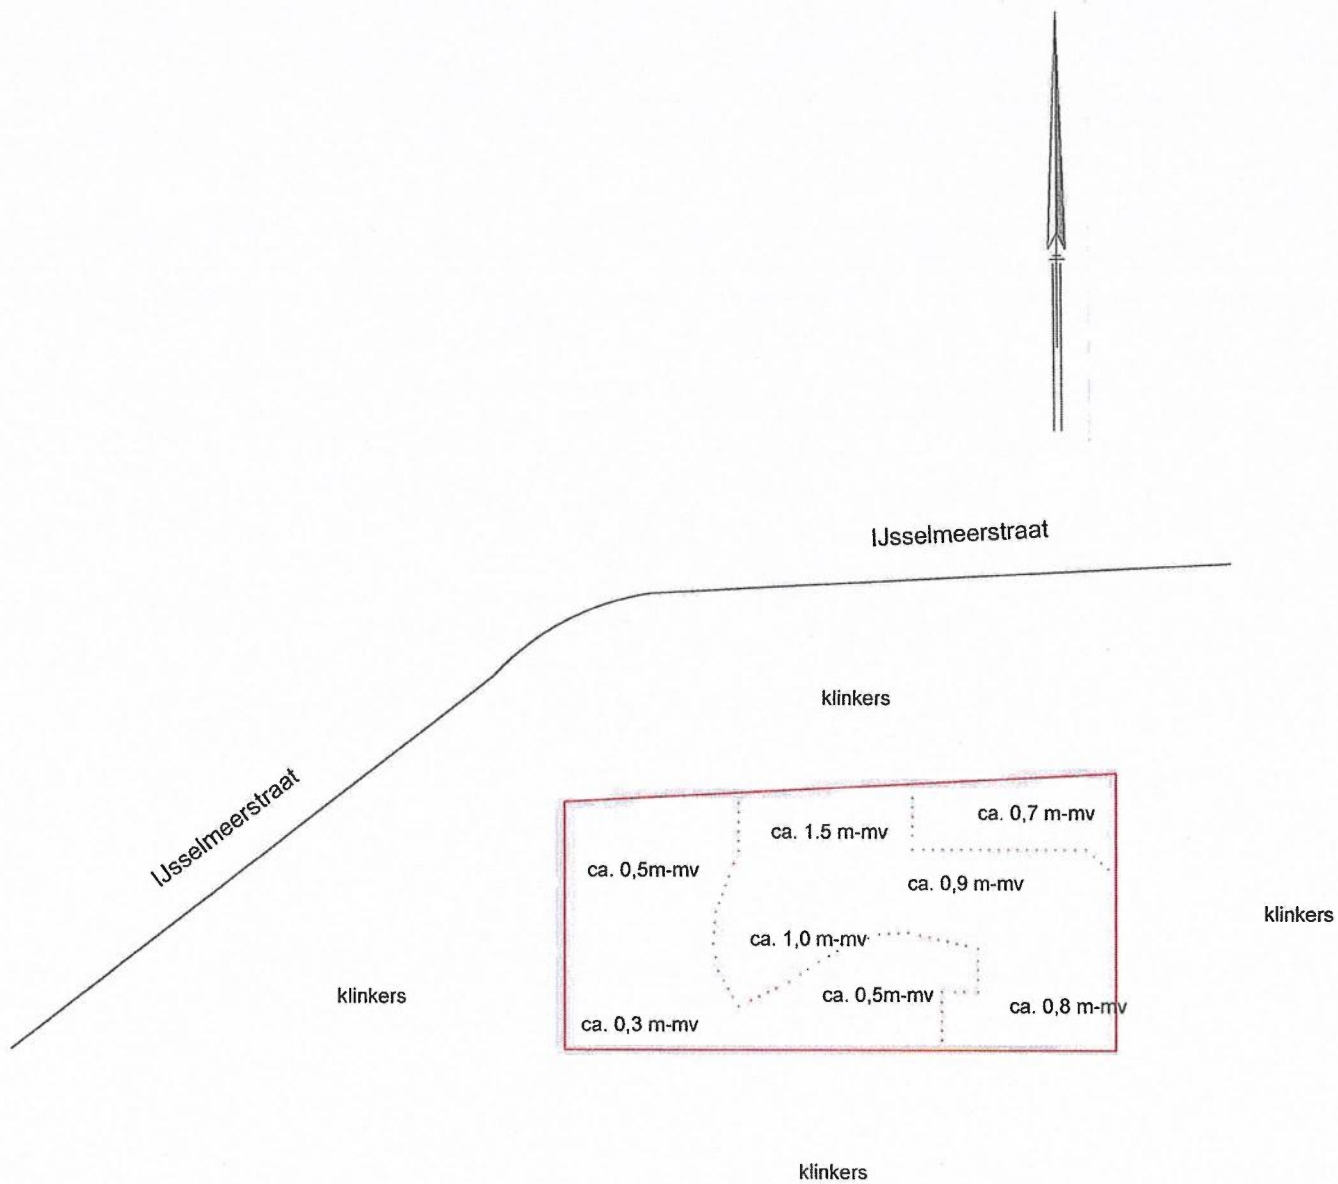 IJsselmeerstraat
klinkers
IJsselmeerstraat
ca. 0,7 m-mv
ca. 1.5 m-mv
ca. 0,5m-mv
ca. 0,9 m-mv
klinkers
ca. 1,0 m-mv
klinkers
ca. 0,5m-mv
ca. 0,8 m-mv
ca. 0,3 m-mv
klinkers